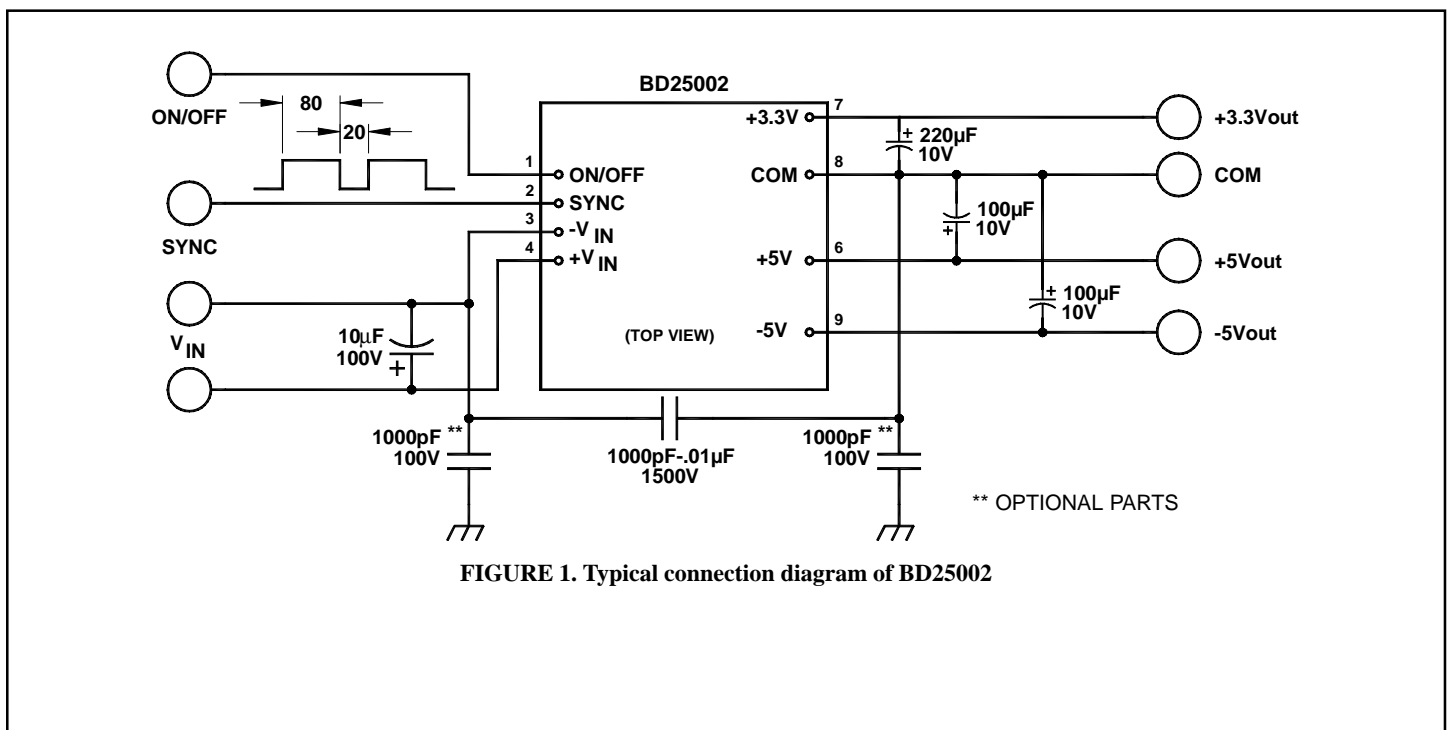 BD25002
ON/OFF
80
20
SYNC
1
ON/OFF
2
SYNC
3
-V IN
4
+V IN
V IN
10µF
100V
+
+3.3V
7
COM
8
+5V
6
-5V
9
(TOP VIEW)
+ 220µF
10V
100µF
+ 10V
+ 100µF
10V
+3.3Vout
COM
+5Vout
-5Vout
1000pF **
100V
1000pF-.01µF
1500V
1000pF **
100V
** OPTIONAL PARTS
FIGURE 1. Typical connection diagram of BD25002